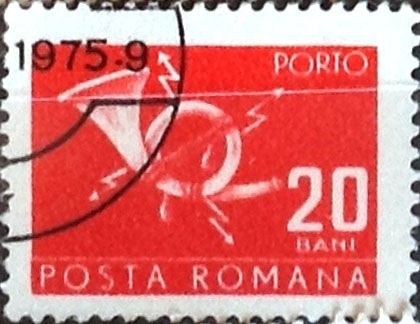 1975.9
PORTO
20
BANI
POSTA ROMANA